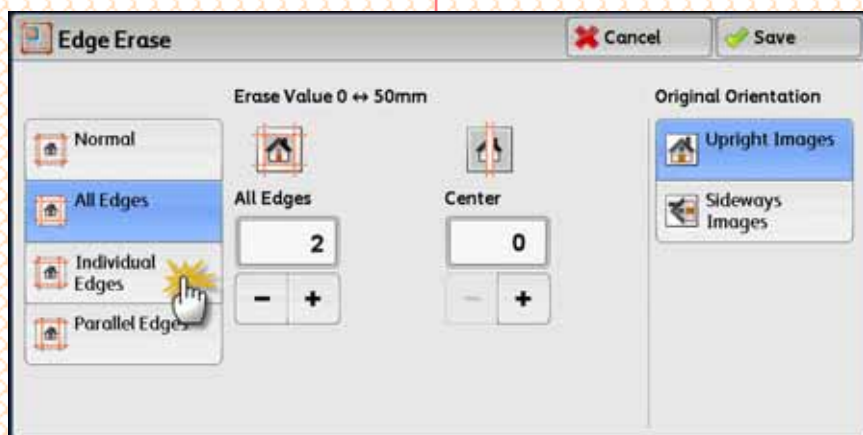 Edge Erase
Cancel
Save
Erase Value 0 ↔ 50mm
Original Orientation
Normal
All Edges
Individual
Edges
Parallel Edges
All Edges
2
− +
Center
0
− +
Upright Images
Sideways
Images